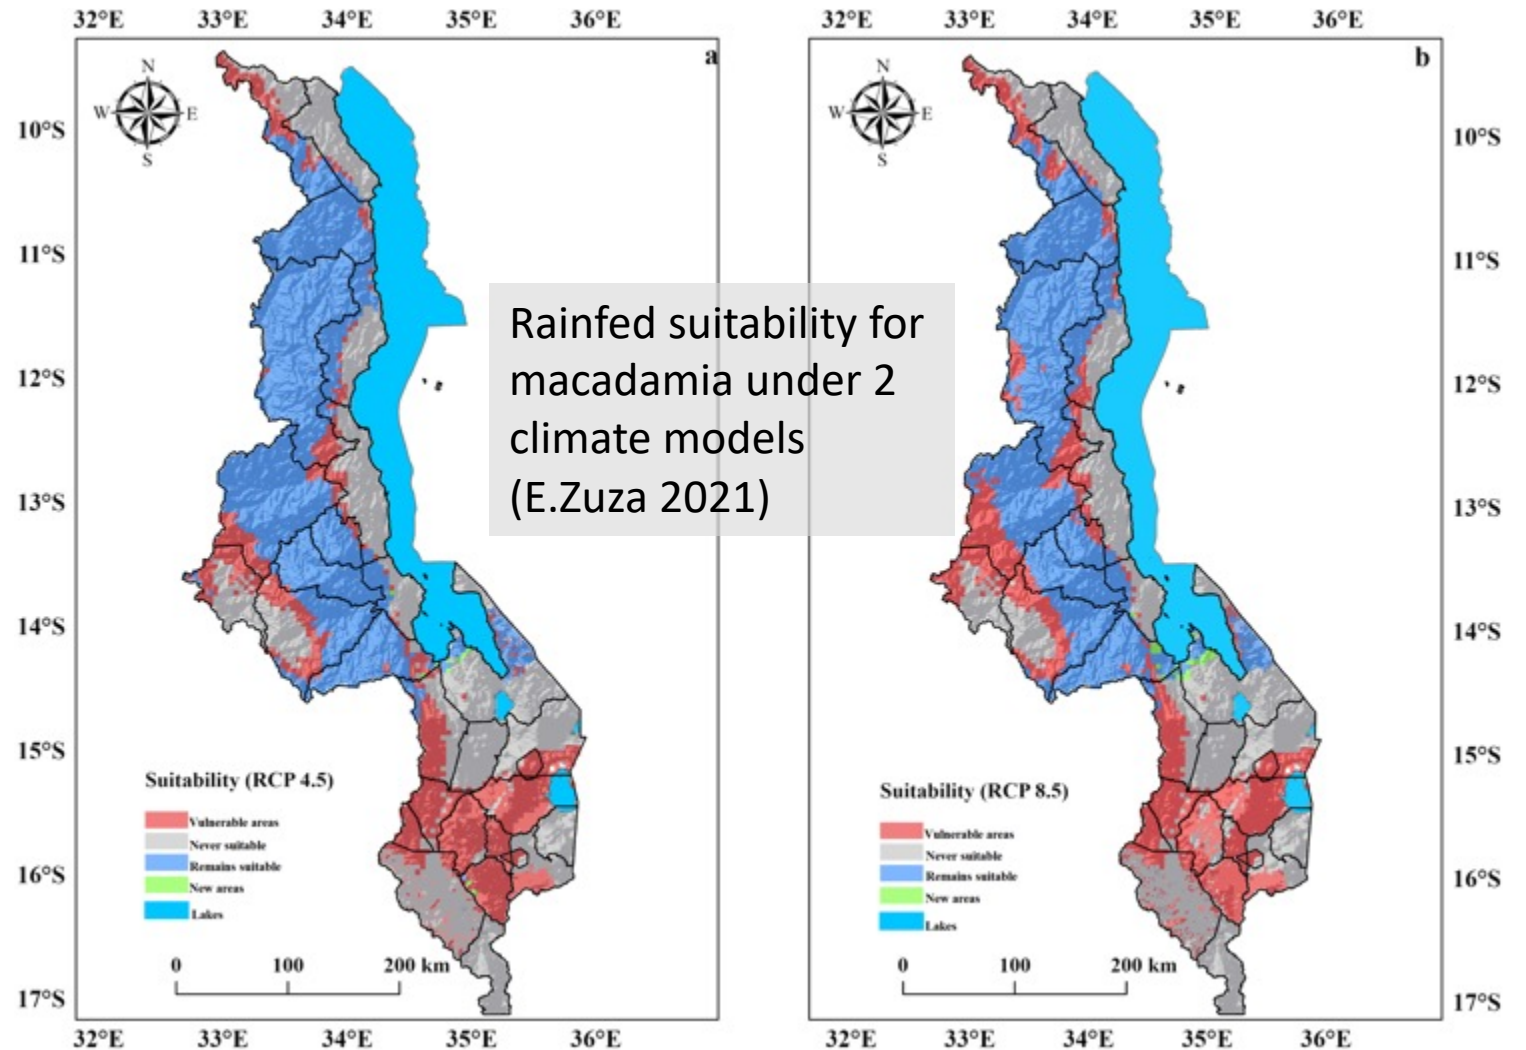 32°E 33°E 34°E 35°E 36°E
32°E 33°E 34°E 35°E 36°E
a
b
N
W E
S
N
W E
S
10°S
11°S
12°S
13°S
14°S
15°S
16°S
17°S
10°S
11°S
12°S
13°S
14°S
15°S
16°S
17°S
Rainfed suitability for
macadamia under 2
climate models
(E.Zuza 2021)
Suitability (RCP 4.5)
Vulnerable areas
Never suitable
Remains suitable
New areas
Lakes
0 100 200 km
Suitability (RCP 8.5)
Vulnerable areas
Never suitable
Remains suitable
New areas
Lakes
0 100 200 km
32°E 33°E 34°E 35°E 36°E
32°E 33°E 34°E 35°E 36°E